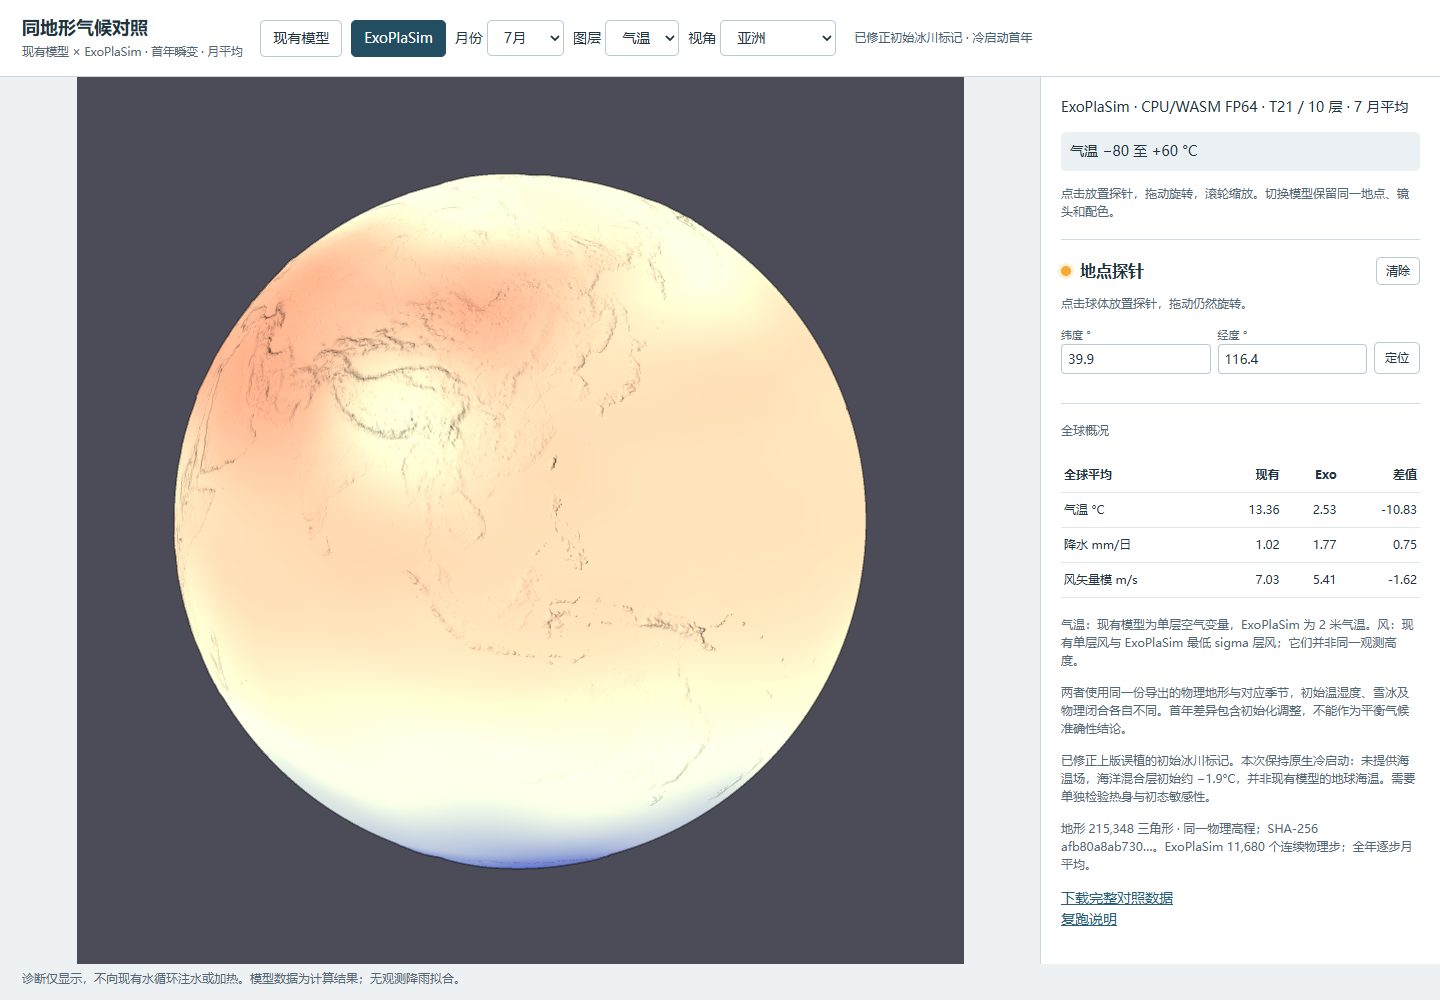 同地形气候对照
现有模型 × ExoPlaSim · 首年瞬变 · 月平均
现有模型
ExoPlaSim
月份
7月
图层
气温
视角
亚洲
已修正初始冰川标记 · 冷启动首年
ExoPlaSim · CPU/WASM FP64 · T21 / 10 层 · 7 月平均
气温 −80 至 +60 °C
点击放置探针，拖动旋转，滚轮缩放。切换模型保留同一地点、镜
头和配色。
地点探针
清除
点击球体放置探针，拖动仍然旋转。
纬度 °
经度 °
39.9
116.4
定位
全球概况
全球平均 现有 Exo 差值
气温 °C 13.36 2.53 -10.83
降水 mm/日 1.02 1.77 0.75
风矢量模 m/s 7.03 5.41 -1.62
气温：现有模型为单层空气变量，ExoPlaSim 为 2 米气温。风：现
有单层风与 ExoPlaSim 最低 sigma 层风；它们并非同一观测高
度。
两者使用同一份导出的物理地形与对应季节，初始温湿度、雪冰及
物理闭合各自不同。首年差异包含初始化调整，不能作为平衡气候
准确性结论。
已修正上版误植的初始冰川标记。本次保持原生冷启动：未提供海
温场，海洋混合层初始约 −1.9°C，并非现有模型的地球海温。需要
单独检验热身与初态敏感性。
地形 215,348 三角形 · 同一物理高程；SHA-256
afb80a8ab730…。ExoPlaSim 11,680 个连续物理步；全年逐步月
平均。
下载完整对照数据
复跑说明
诊断仅显示，不向现有水循环注水或加热。模型数据为计算结果；无观测降雨拟合。